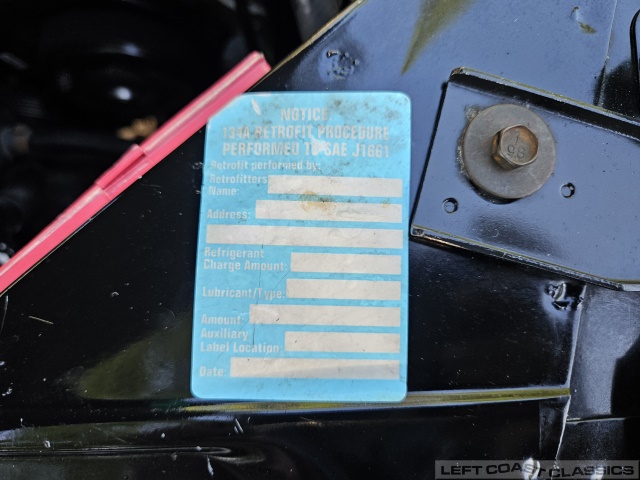 NOTICE
134A RETROFIT PROCEDURE
PERFORMED TO SAE J1661
Retrofit performed by:
Retrofitters
Name:
Address:
Refrigerant
Charge Amount:
Lubricant/Type:
Amount:
Auxiliary
Label Location:
Date:
LEFT COAST CLASSICS